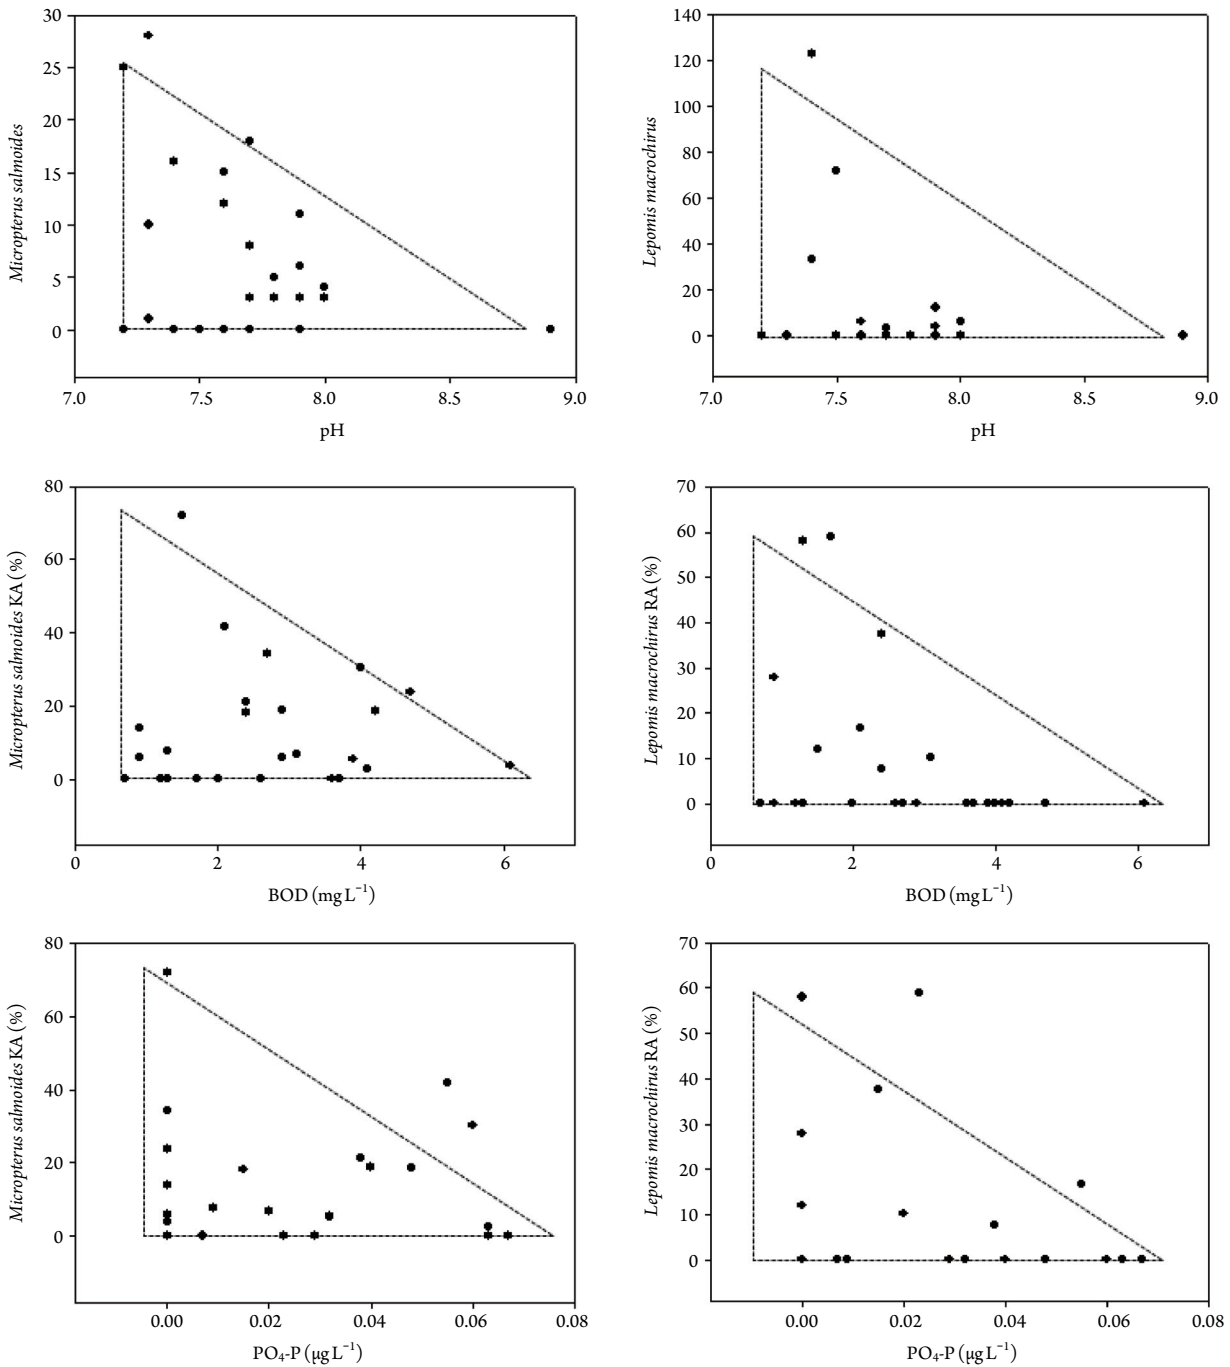 30
25
20
15
10
5
0
Micropterus salmoides
7.0 7.5 8.0 8.5 9.0
pH
140
120
100
80
60
40
20
0
Lepomis macrochirus
7.0 7.5 8.0 8.5 9.0
pH
80
60
40
20
0
Micropterus salmoides KA (%)
0 2 4 6
BOD (mg L⁻¹)
70
60
50
40
30
20
10
0
Lepomis macrochirus RA (%)
0 2 4 6
BOD (mg L⁻¹)
80
60
40
20
0
Micropterus salmoides KA (%)
0.00 0.02 0.04 0.06 0.08
PO₄-P (µg L⁻¹)
70
60
50
40
30
20
10
0
Lepomis macrochirus RA (%)
0.00 0.02 0.04 0.06 0.08
PO₄-P (µg L⁻¹)